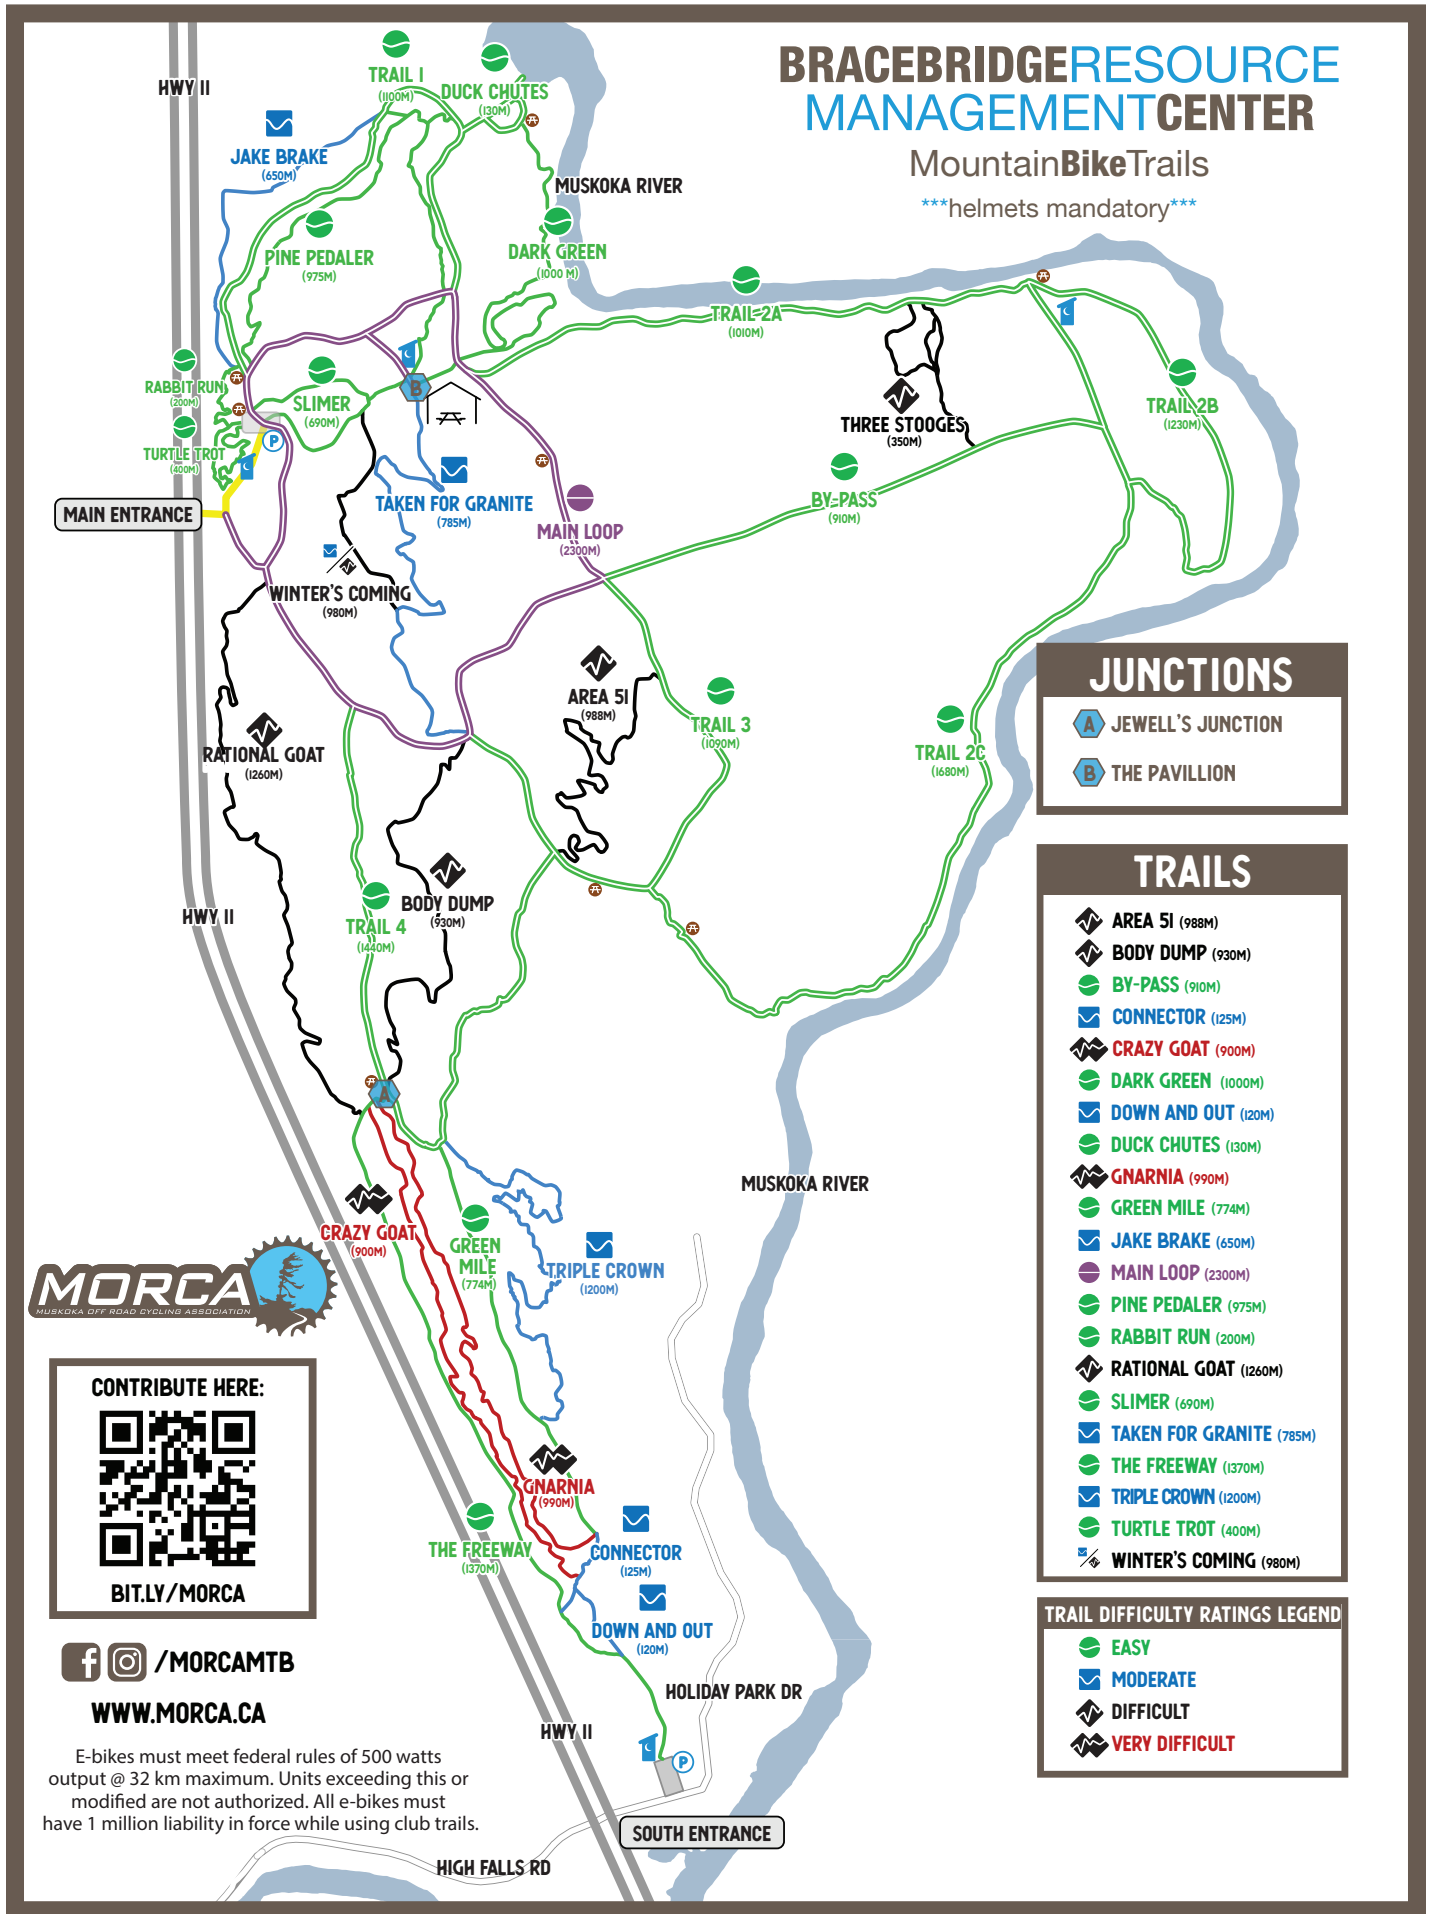 BRACEBRIDGERESOURCE
MANAGEMENTCENTER
MountainBikeTrails
***helmets mandatory***
HWY 11
TRAIL 1
(1100M)
DUCK CHUTES
(130M)
JAKE BRAKE
(650M)
MUSKOKA RIVER
PINE PEDALER
(975M)
DARK GREEN
(1000 M)
TRAIL 2A
(1010M)
RABBIT RUN
(200M)
SLIMER
(690M)
B
TURTLE TROT
(400M)
P
THREE STOOGES
(350M)
TRAIL 2B
(1230M)
MAIN ENTRANCE
TAKEN FOR GRANITE
(785M)
BY-PASS
(910M)
MAIN LOOP
(2300M)
WINTER'S COMING
(980M)
AREA 51
(988M)
TRAIL 3
(1090M)
TRAIL 2C
(1680M)
RATIONAL GOAT
(1260M)
HWY 11
TRAIL 4
(1440M)
BODY DUMP
(930M)
A
MUSKOKA RIVER
CRAZY GOAT
(900M)
GREEN
MILE
(774M)
TRIPLE CROWN
(1200M)
GNARNIA
(990M)
THE FREEWAY
(1370M)
CONNECTOR
(125M)
DOWN AND OUT
(120M)
HOLIDAY PARK DR
HWY 11
P
SOUTH ENTRANCE
HIGH FALLS RD
JUNCTIONS
A JEWELL'S JUNCTION
B THE PAVILLION
TRAILS
AREA 51 (988M)
BODY DUMP (930M)
BY-PASS (910M)
CONNECTOR (125M)
CRAZY GOAT (900M)
DARK GREEN (1000M)
DOWN AND OUT (120M)
DUCK CHUTES (130M)
GNARNIA (990M)
GREEN MILE (774M)
JAKE BRAKE (650M)
MAIN LOOP (2300M)
PINE PEDALER (975M)
RABBIT RUN (200M)
RATIONAL GOAT (1260M)
SLIMER (690M)
TAKEN FOR GRANITE (785M)
THE FREEWAY (1370M)
TRIPLE CROWN (1200M)
TURTLE TROT (400M)
WINTER'S COMING (980M)
TRAIL DIFFICULTY RATINGS LEGEND
EASY
MODERATE
DIFFICULT
VERY DIFFICULT
MORCA
MUSKOKA OFF ROAD CYCLING ASSOCIATION
CONTRIBUTE HERE:
BIT.LY/MORCA
/MORCAMTB
WWW.MORCA.CA
E-bikes must meet federal rules of 500 watts
output @ 32 km maximum. Units exceeding this or
modified are not authorized. All e-bikes must
have 1 million liability in force while using club trails.